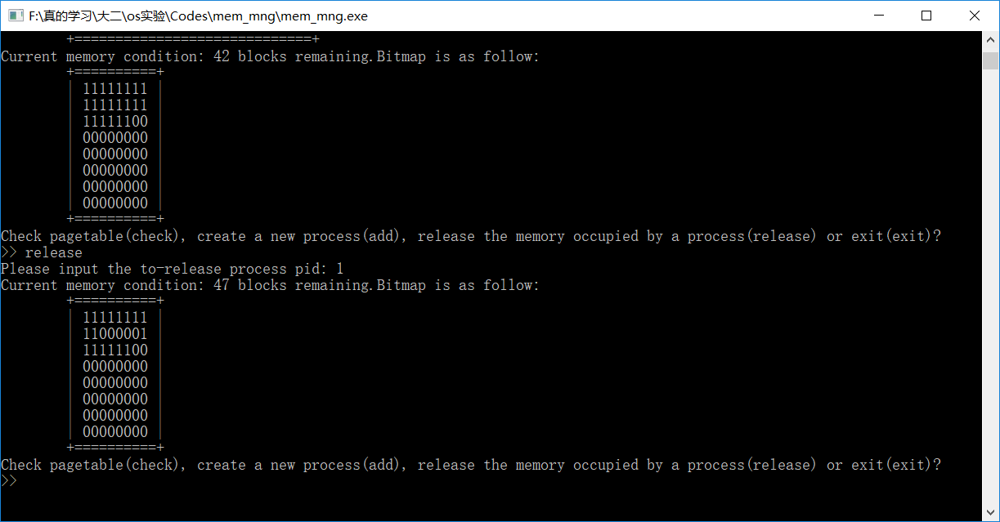 F:\真的学习\大二\os实验\Codes\mem_mng\mem_mng.exe
+=============================+
Current memory condition: 42 blocks remaining.Bitmap is as follow:
+==========+
| 11111111 |
| 11111111 |
| 11111100 |
| 00000000 |
| 00000000 |
| 00000000 |
| 00000000 |
| 00000000 |
+==========+
Check pagetable(check), create a new process(add), release the memory occupied by a process(release) or exit(exit)?
>> release
Please input the to-release process pid: 1
Current memory condition: 47 blocks remaining.Bitmap is as follow:
+==========+
| 11111111 |
| 11000001 |
| 11111100 |
| 00000000 |
| 00000000 |
| 00000000 |
| 00000000 |
| 00000000 |
+==========+
Check pagetable(check), create a new process(add), release the memory occupied by a process(release) or exit(exit)?
>>